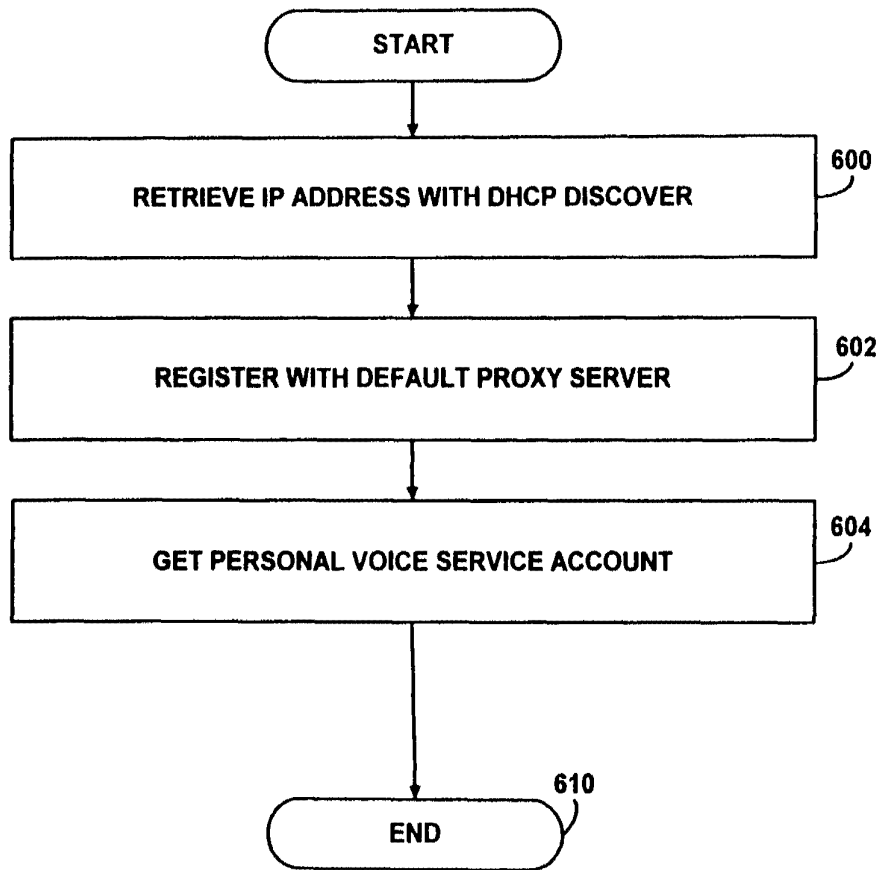 START
RETRIEVE IP ADDRESS WITH DHCP DISCOVER
600
REGISTER WITH DEFAULT PROXY SERVER
602
GET PERSONAL VOICE SERVICE ACCOUNT
604
END
610